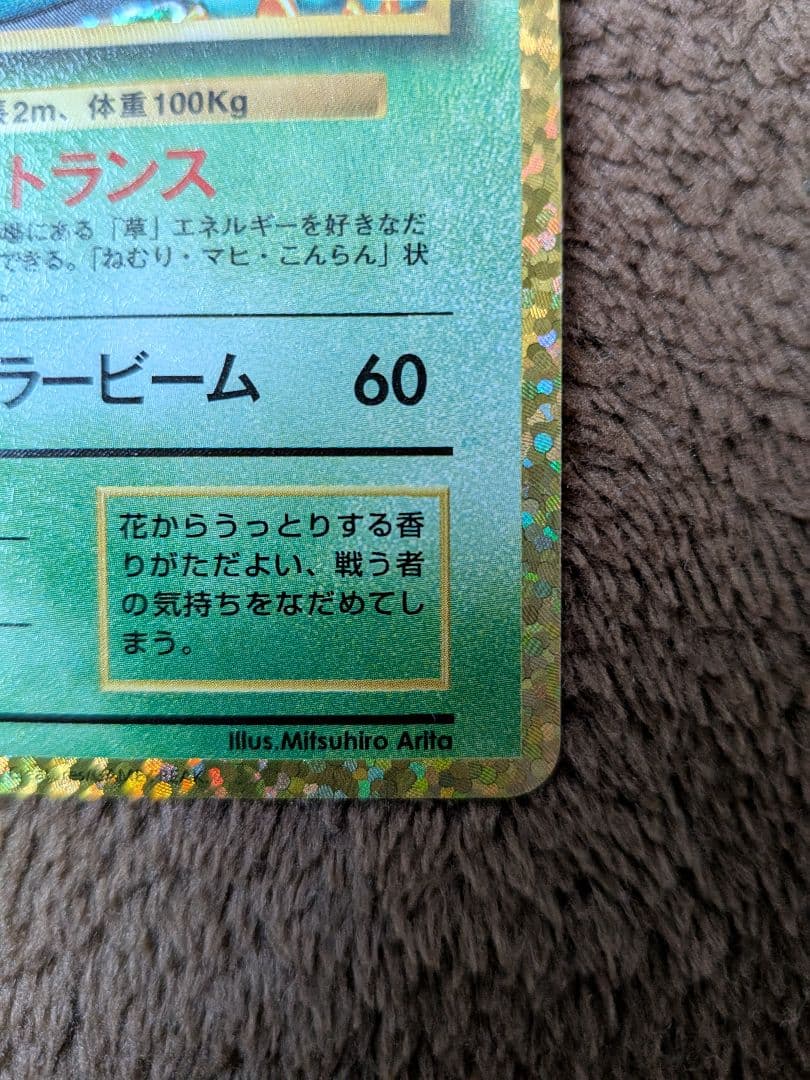 長2m、体重100Kg
トランス
場にある「草」エネルギーを好きなだ
できる。「ねむり・マヒ・こんらん」状
。
ラービーム 60
花からうっとりする香
りがただよい、戦う者
の気持ちをなだめてし
まう。
Illus.Mitsuhiro Arita